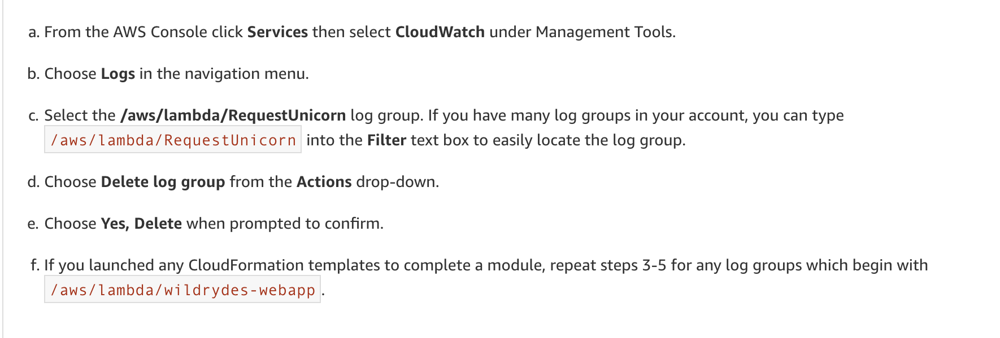 a. From the AWS Console click Services then select CloudWatch under Management Tools.
b. Choose Logs in the navigation menu.
c. Select the /aws/lambda/RequestUnicorn log group. If you have many log groups in your account, you can type
/aws/lambda/RequestUnicorn into the Filter text box to easily locate the log group.
d. Choose Delete log group from the Actions drop-down.
e. Choose Yes, Delete when prompted to confirm.
f. If you launched any CloudFormation templates to complete a module, repeat steps 3-5 for any log groups which begin with
/aws/lambda/wildrydes-webapp.